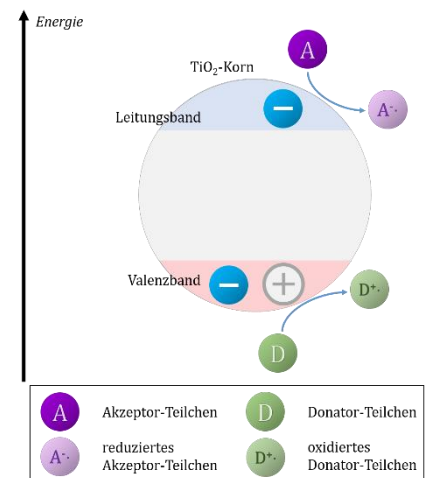 Energie
A
TiO₂-Korn
−
A⁻·
Leitungsband
Valenzband
−
+
D⁺·
D
A
Akzeptor-Teilchen
D
Donator-Teilchen
A⁻·
reduziertes
Akzeptor-Teilchen
D⁺·
oxidiertes
Donator-Teilchen